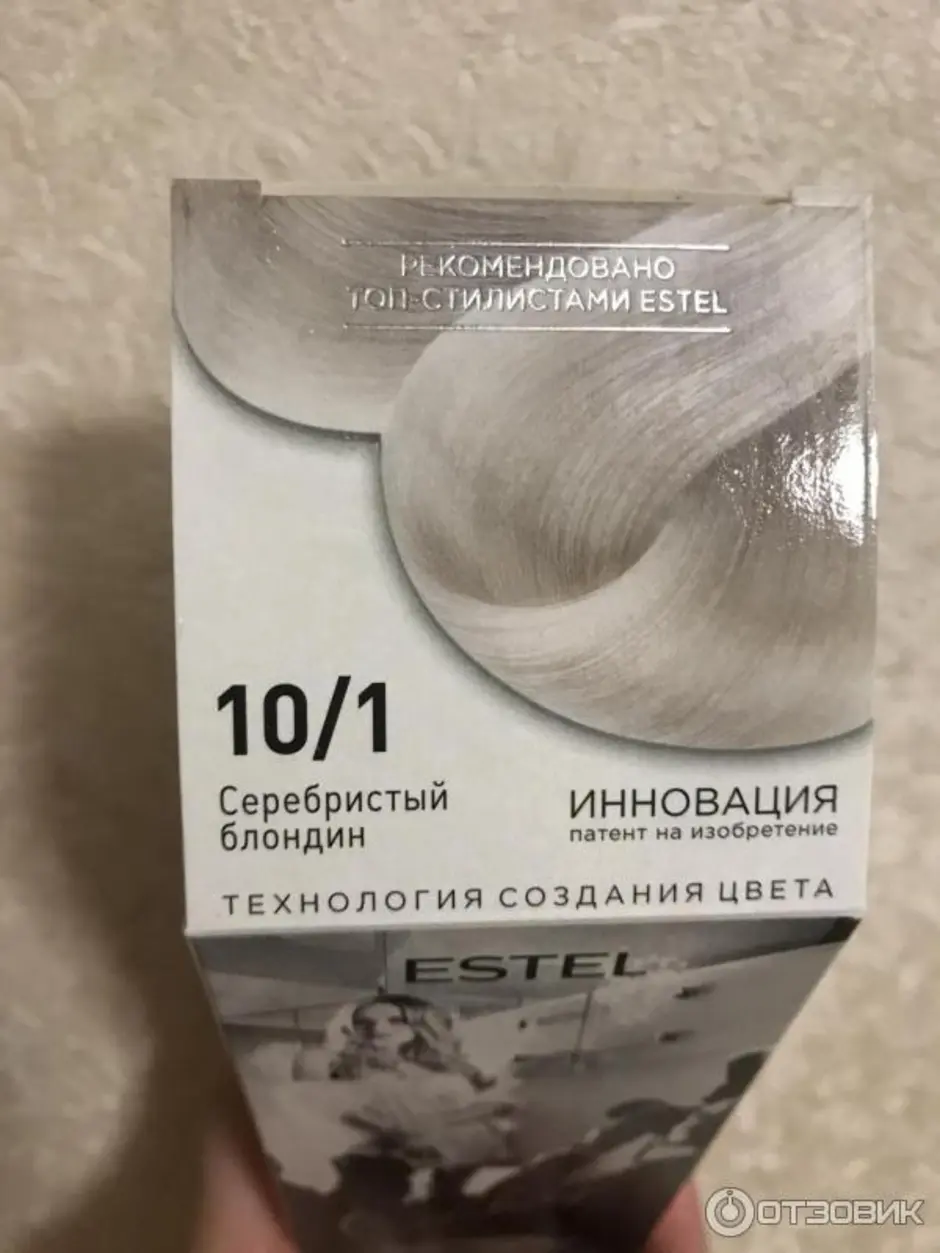 РЕКОМЕНДОВАНО
ТОП-СТИЛИСТАМИ ESTEL
10/1
Серебристый
блондин
ИННОВАЦИЯ
патент на изобретение
ТЕХНОЛОГИЯ СОЗДАНИЯ ЦВЕТА
ESTEL
ОТЗОВИК